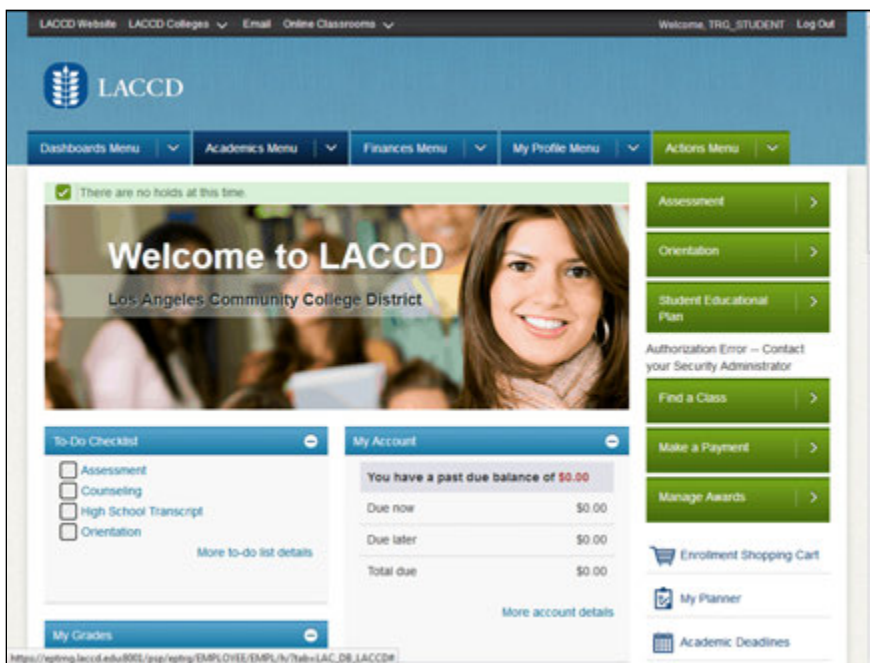 LACCD Website LACCD Colleges Email Online Classrooms Welcome, TRG_STUDENT Log Out
LACCD
Dashboards Menu Academics Menu Finances Menu My Profile Menu Actions Menu
There are no holds at this time.
Welcome to LACCD
Los Angeles Community College District
Assessment
Orientation
Student Educational
Plan
Authorization Error -- Contact
your Security Administrator
Find a Class
Make a Payment
Manage Awards
To-Do Checklist
Assessment
Counseling
High School Transcript
Orientation
More to-do list details
My Account
You have a past due balance of $0.00
Due now $0.00
Due later $0.00
Total due $0.00
More account details
Enrollment Shopping Cart
My Planner
Academic Deadlines
My Grades